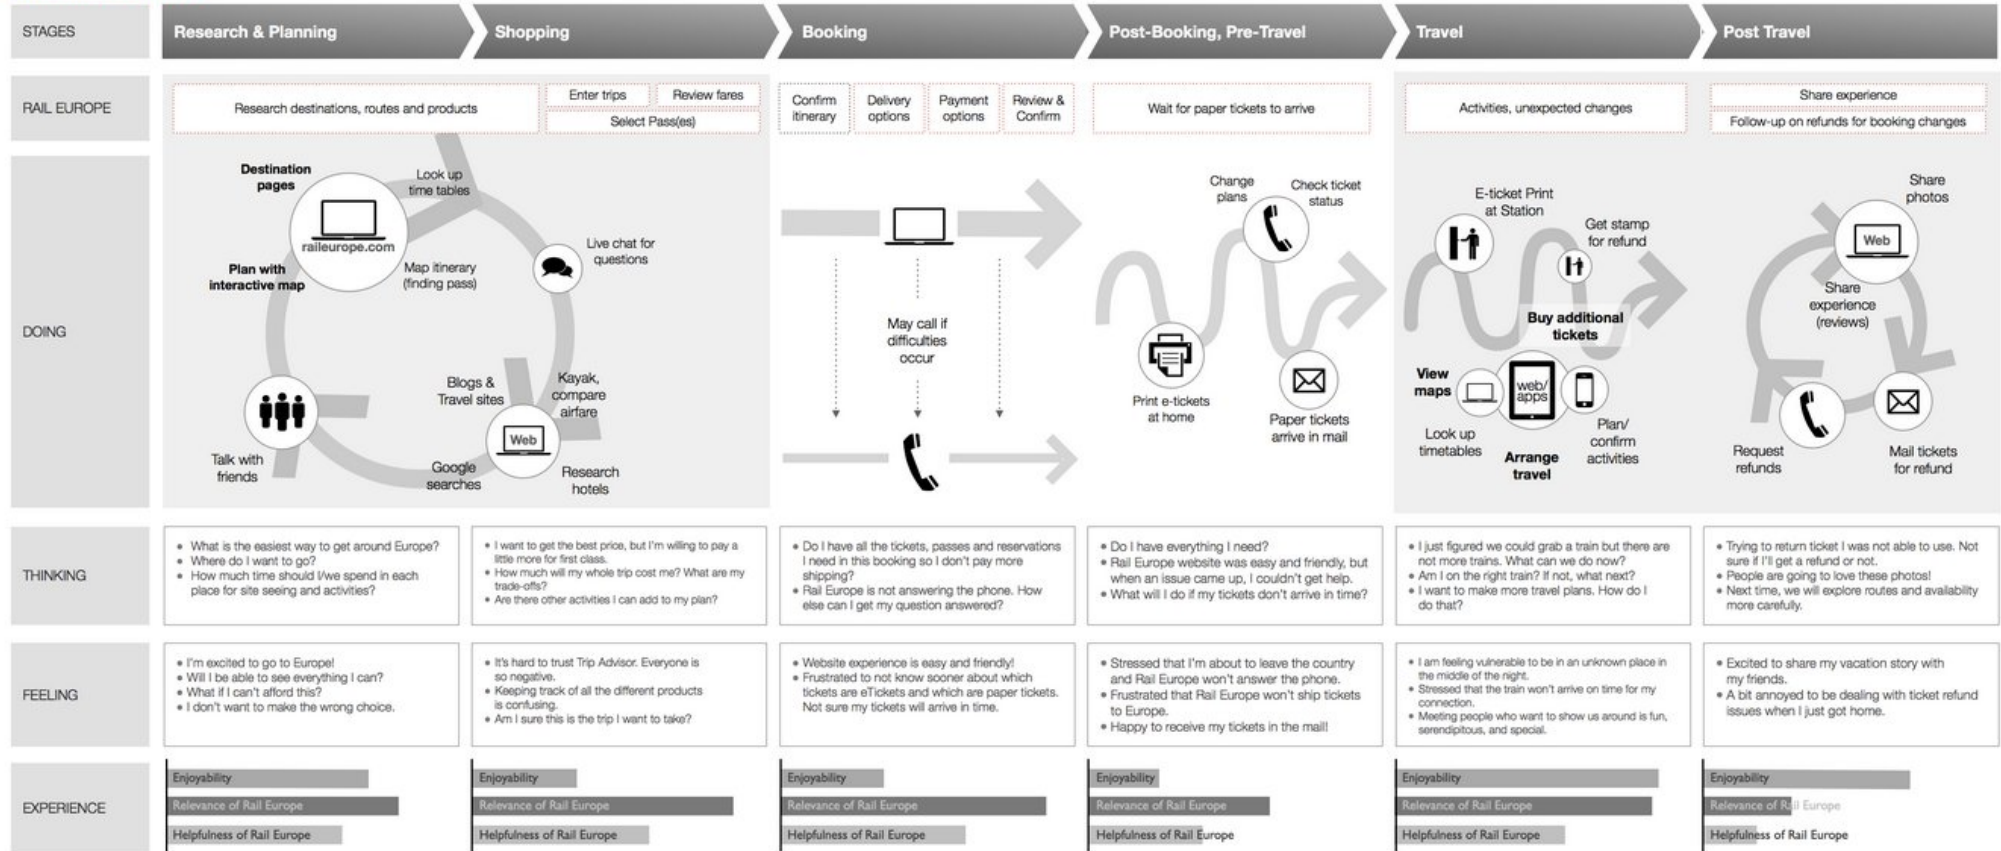 STAGES
Research & Planning
Shopping
Booking
Post-Booking, Pre-Travel
Travel
Post Travel
RAIL EUROPE
Research destinations, routes and products
Enter trips
Review fares
Select Pass(es)
Confirm
itinerary
Delivery
options
Payment
options
Review &
Confirm
Wait for paper tickets to arrive
Activities, unexpected changes
Share experience
Follow-up on refunds for booking changes
DOING
Destination
pages
Look up
time tables
raileurope.com
Plan with
interactive map
Map itinerary
(finding pass)
Live chat for
questions
Blogs &
Travel sites
Kayak,
compare
airfare
Web
Talk with
friends
Google
searches
Research
hotels
May call if
difficulties
occur
Change
plans
Check ticket
status
Print e-tickets
at home
Paper tickets
arrive in mail
E-ticket Print
at Station
Get stamp
for refund
Buy additional
tickets
View
maps
web/
apps
Look up
timetables
Arrange
travel
Plan/
confirm
activities
Share
photos
Web
Share
experience
(reviews)
Request
refunds
Mail tickets
for refund
THINKING
• What is the easiest way to get around Europe?
• Where do I want to go?
• How much time should I/we spend in each
place for site seeing and activities?
• I want to get the best price, but I'm willing to pay a
little more for first class.
• How much will my whole trip cost me? What are my
trade-offs?
• Are there other activities I can add to my plan?
• Do I have all the tickets, passes and reservations
I need in this booking so I don't pay more
shipping?
• Rail Europe is not answering the phone. How
else can I get my question answered?
• Do I have everything I need?
• Rail Europe website was easy and friendly, but
when an issue came up, I couldn't get help.
• What will I do if my tickets don't arrive in time?
• I just figured we could grab a train but there are
not more trains. What can we do now?
• Am I on the right train? If not, what next?
• I want to make more travel plans. How do I
do that?
• Trying to return ticket I was not able to use. Not
sure if I'll get a refund or not.
• People are going to love these photos!
• Next time, we will explore routes and availability
more carefully.
FEELING
• I'm excited to go to Europe!
• Will I be able to see everything I can?
• What if I can't afford this?
• I don't want to make the wrong choice.
• It's hard to trust Trip Advisor. Everyone is
so negative.
• Keeping track of all the different products
is confusing.
• Am I sure this is the trip I want to take?
• Website experience is easy and friendly!
• Frustrated to not know sooner about which
tickets are eTickets and which are paper tickets.
Not sure my tickets will arrive in time.
• Stressed that I'm about to leave the country
and Rail Europe won't answer the phone.
• Frustrated that Rail Europe won't ship tickets
to Europe.
• Happy to receive my tickets in the mail!
• I am feeling vulnerable to be in an unknown place in
the middle of the night.
• Stressed that the train won't arrive on time for my
connection.
• Meeting people who want to show us around is fun,
serendipitous, and special.
• Excited to share my vacation story with
my friends.
• A bit annoyed to be dealing with ticket refund
issues when I just got home.
EXPERIENCE
Enjoyability
Relevance of Rail Europe
Helpfulness of Rail Europe
Enjoyability
Relevance of Rail Europe
Helpfulness of Rail Europe
Enjoyability
Relevance of Rail Europe
Helpfulness of Rail Europe
Enjoyability
Relevance of Rail Europe
Helpfulness of Rail Europe
Enjoyability
Relevance of Rail Europe
Helpfulness of Rail Europe
Enjoyability
Relevance of Rail Europe
Helpfulness of Rail Europe